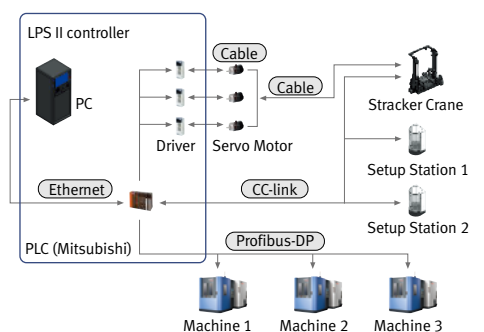 LPS II controller
Cable
PC
Cable
Stracker Crane
Driver
Servo Motor
Setup Station 1
Ethernet
CC-link
Setup Station 2
PLC (Mitsubishi)
Profibus-DP
Machine 1
Machine 2
Machine 3